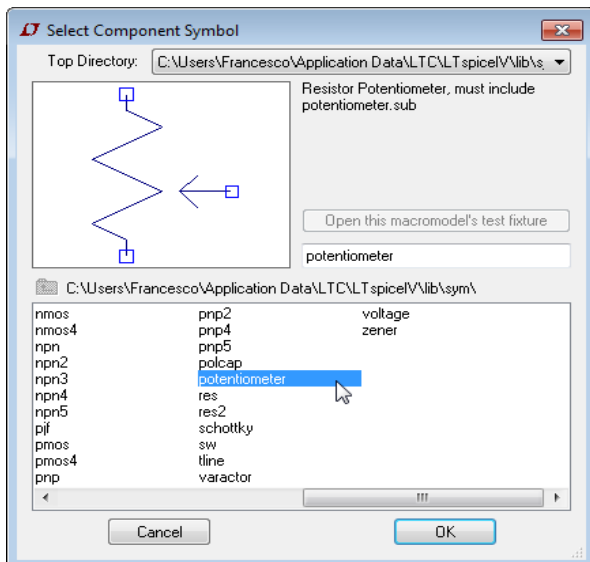 Select Component Symbol
Top Directory: C:\Users\Francesco\Application Data\LTC\LTspiceIV\lib\s
Resistor Potentiometer, must include
potentiometer.sub
Open this macromodel's test fixture
potentiometer
C:\Users\Francesco\Application Data\LTC\LTspiceIV\lib\sym\
nmos pnp2 voltage
nmos4 pnp4 zener
npn pnp5
npn2 polcap
npn3 potentiometer
npn4 res
npn5 res2
pjf schottky
pmos sw
pmos4 tline
pnp varactor
Cancel OK